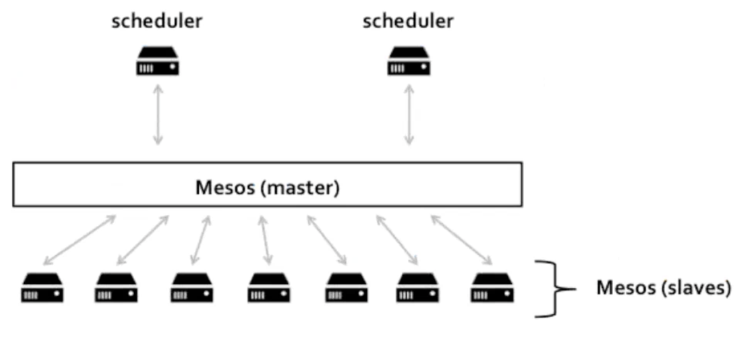 scheduler
scheduler
Mesos (master)
Mesos (slaves)